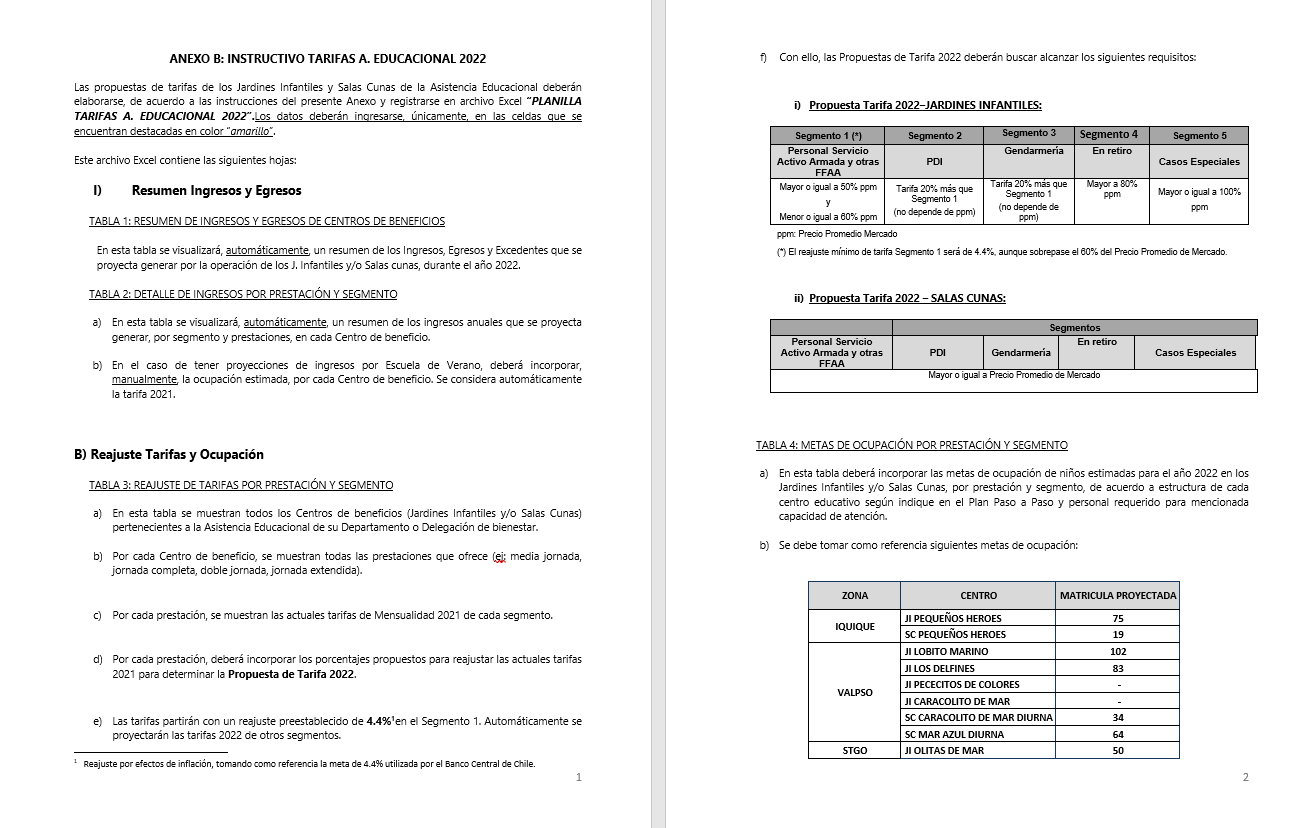 ANEXO B: INSTRUCTIVO TARIFAS A. EDUCACIONAL 2022
Las propuestas de tarifas de los Jardines Infantiles y Salas Cunas de la Asistencia Educacional deberán
elaborarse, de acuerdo a las instrucciones del presente Anexo y registrarse en archivo Excel "PLANILLA
TARIFAS A. EDUCACIONAL 2022".Los datos deberán ingresarse, únicamente, en las celdas que se
encuentran destacadas en color "amarillo".
Este archivo Excel contiene las siguientes hojas:
I) Resumen Ingresos y Egresos
TABLA 1: RESUMEN DE INGRESOS Y EGRESOS DE CENTROS DE BENEFICIOS
En esta tabla se visualizará, automáticamente, un resumen de los Ingresos, Egresos y Excedentes que se
proyecta generar por la operación de los J. Infantiles y/o Salas cunas, durante el año 2022.
TABLA 2: DETALLE DE INGRESOS POR PRESTACIÓN Y SEGMENTO
a) En esta tabla se visualizará, automáticamente, un resumen de los ingresos anuales que se proyecta
generar, por segmento y prestaciones, en cada Centro de beneficio.
b) En el caso de tener proyecciones de ingresos por Escuela de Verano, deberá incorporar,
manualmente, la ocupación estimada, por cada Centro de beneficio. Se considera automáticamente
la tarifa 2021.
B) Reajuste Tarifas y Ocupación
TABLA 3: REAJUSTE DE TARIFAS POR PRESTACIÓN Y SEGMENTO
a) En esta tabla se muestran todos los Centros de beneficios (Jardines Infantiles y/o Salas Cunas)
pertenecientes a la Asistencia Educacional de su Departamento o Delegación de bienestar.
b) Por cada Centro de beneficio, se muestran todas las prestaciones que ofrece (ej: media jornada,
jornada completa, doble jornada, jornada extendida).
c) Por cada prestación, se muestran las actuales tarifas de Mensualidad 2021 de cada segmento.
d) Por cada prestación, deberá incorporar los porcentajes propuestos para reajustar las actuales tarifas
2021 para determinar la Propuesta de Tarifa 2022.
e) Las tarifas partirán con un reajuste preestablecido de 4.4%¹en el Segmento 1. Automáticamente se
proyectarán las tarifas 2022 de otros segmentos.
¹ Reajuste por efectos de inflación, tomando como referencia la meta de 4.4% utilizada por el Banco Central de Chile.
1
f) Con ello, las Propuestas de Tarifa 2022 deberán buscar alcanzar los siguientes requisitos:
i) Propuesta Tarifa 2022–JARDINES INFANTILES:
Segmento 1 (*) Segmento 2 Segmento 3 Segmento 4 Segmento 5
Personal Servicio
Activo Armada y otras
FFAA
PDI
Gendarmería
En retiro
Casos Especiales
Mayor o igual a 50% ppm
y
Menor o igual a 60% ppm
Tarifa 20% más que
Segmento 1
(no depende de ppm)
Tarifa 20% más que
Segmento 1
(no depende de
ppm)
Mayor a 80%
ppm
Mayor o igual a 100%
ppm
ppm: Precio Promedio Mercado
(*) El reajuste mínimo de tarifa Segmento 1 será de 4.4%, aunque sobrepase el 60% del Precio Promedio de Mercado.
ii) Propuesta Tarifa 2022 – SALAS CUNAS:
Segmentos
Personal Servicio
Activo Armada y otras
FFAA
PDI
Gendarmería
En retiro
Casos Especiales
Mayor o igual a Precio Promedio de Mercado
TABLA 4: METAS DE OCUPACIÓN POR PRESTACIÓN Y SEGMENTO
a) En esta tabla deberá incorporar las metas de ocupación de niños estimadas para el año 2022 en los
Jardines Infantiles y/o Salas Cunas, por prestación y segmento, de acuerdo a estructura de cada
centro educativo según indique en el Plan Paso a Paso y personal requerido para mencionada
capacidad de atención.
b) Se debe tomar como referencia siguientes metas de ocupación:
ZONA CENTRO MATRICULA PROYECTADA
IQUIQUE
JI PEQUEÑOS HEROES 75
SC PEQUEÑOS HEROES 19
VALPSO
JI LOBITO MARINO 102
JI LOS DELFINES 83
JI PECECITOS DE COLORES -
JI CARACOLITO DE MAR -
SC CARACOLITO DE MAR DIURNA 34
SC MAR AZUL DIURNA 64
STGO JI OLITAS DE MAR 50
2